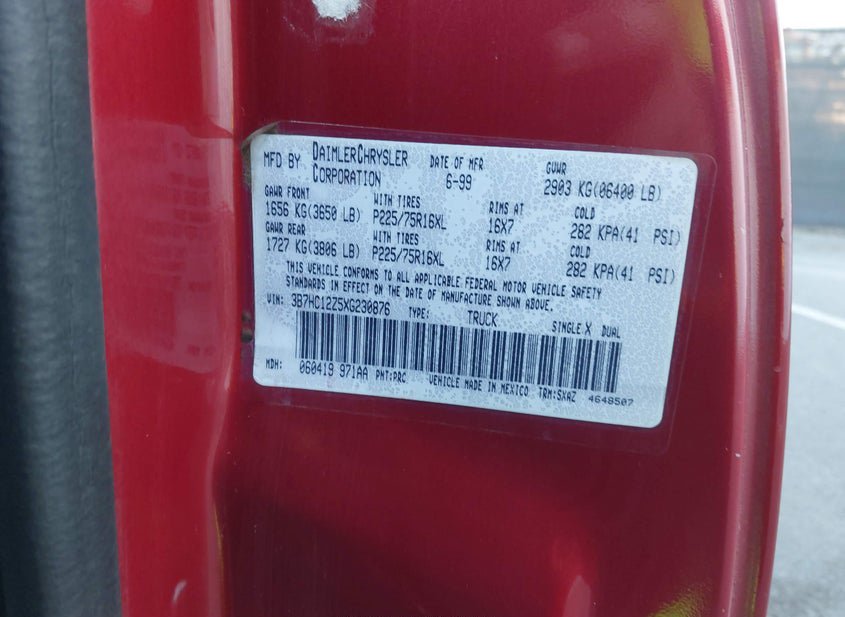 MFD BY DAIMLERCHRYSLER CORPORATION DATE OF MFR 6-99 GVWR 2903 KG(06400 LB)
GAWR FRONT WITH TIRES RIMS AT COLD
1656 KG(3650 LB) P225/75R16XL 16X7 282 KPA(41 PSI)
GAWR REAR WITH TIRES RIMS AT COLD
1727 KG(3806 LB) P225/75R16XL 16X7 282 KPA(41 PSI)
THIS VEHICLE CONFORMS TO ALL APPLICABLE FEDERAL MOTOR VEHICLE SAFETY
STANDARDS IN EFFECT ON THE DATE OF MANUFACTURE SHOWN ABOVE.
VIN: 3B7HC12Z5XG230876 TYPE: TRUCK SINGLE X DUAL
MDH: 060419 971AA PNT:PRC VEHICLE MADE IN MEXICO TRM:SXAZ 4648507